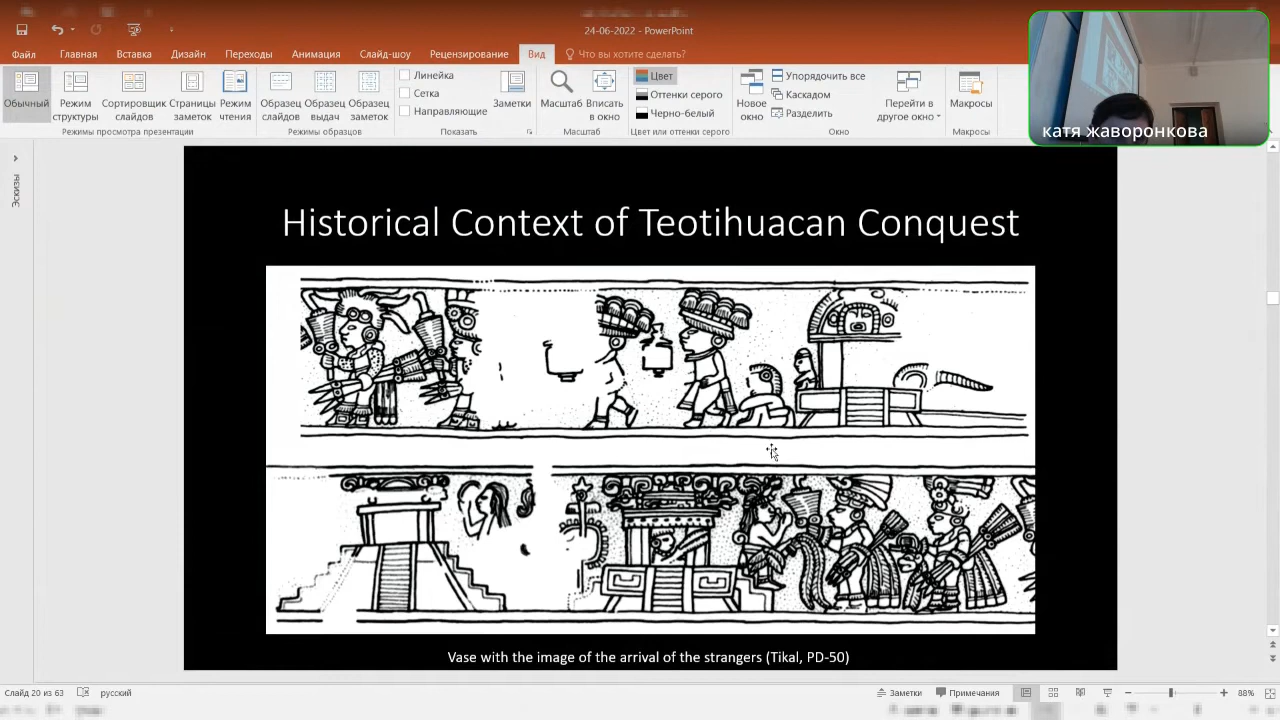 24-06-2022 - PowerPoint
Файл Главная Вставка Дизайн Переходы Анимация Слайд-шоу Рецензирование Вид Что вы хотите сделать?
Обычный
Режим структуры
Сортировщик слайдов
Страницы заметок
Режим чтения
Режимы просмотра презентации
Образец слайдов
Образец выдач
Образец заметок
Режимы образцов
Линейка
Сетка
Направляющие
Заметки
Показать
Масштаб
Вписать в окно
Масштаб
Цвет
Оттенки серого
Черно-белый
Цвет или оттенки серого
Новое окно
Упорядочить все
Каскадом
Разделить
Перейти в другое окно
Окно
Макросы
Макросы
катя жаворонкова
Эскизы
Historical Context of Teotihuacan Conquest
Vase with the image of the arrival of the strangers (Tikal, PD-50)
Слайд 20 из 63 русский Заметки Примечания 88%